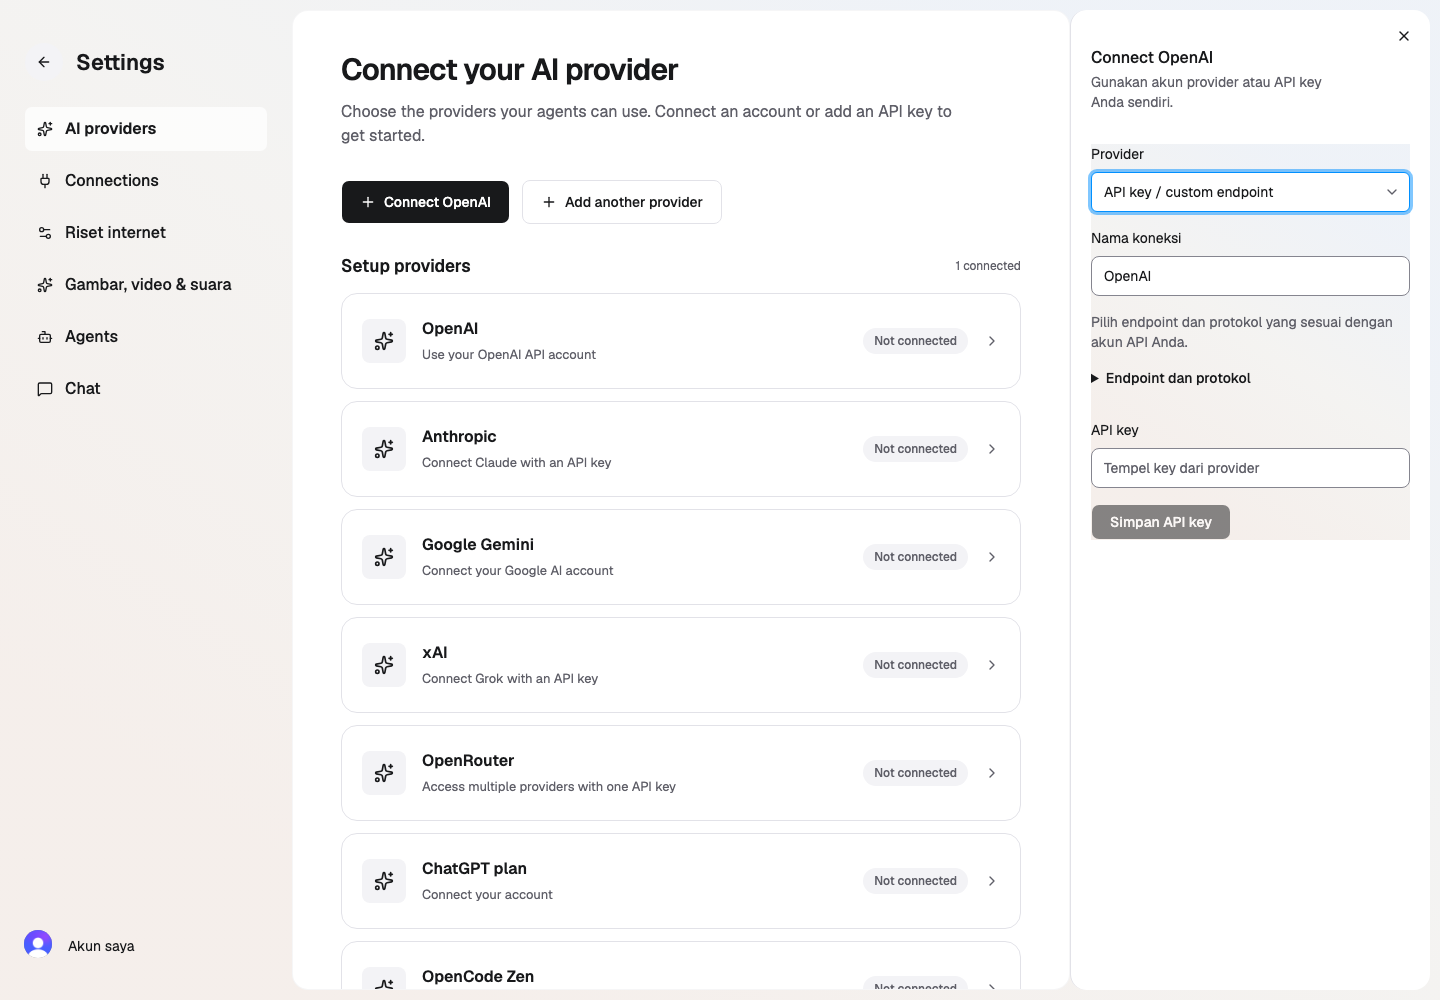 Settings
AI providers
Connections
Riset internet
Gambar, video & suara
Agents
Chat
Akun saya
Connect your AI provider
Choose the providers your agents can use. Connect an account or add an API key to
get started.
Connect OpenAI
Add another provider
Setup providers
1 connected
OpenAI
Use your OpenAI API account
Not connected
Anthropic
Connect Claude with an API key
Not connected
Google Gemini
Connect your Google AI account
Not connected
xAI
Connect Grok with an API key
Not connected
OpenRouter
Access multiple providers with one API key
Not connected
ChatGPT plan
Connect your account
Not connected
OpenCode Zen
Not connected
Connect OpenAI
Gunakan akun provider atau API key
Anda sendiri.
Provider
API key / custom endpoint
Nama koneksi
OpenAI
Pilih endpoint dan protokol yang sesuai dengan
akun API Anda.
Endpoint dan protokol
API key
Tempel key dari provider
Simpan API key